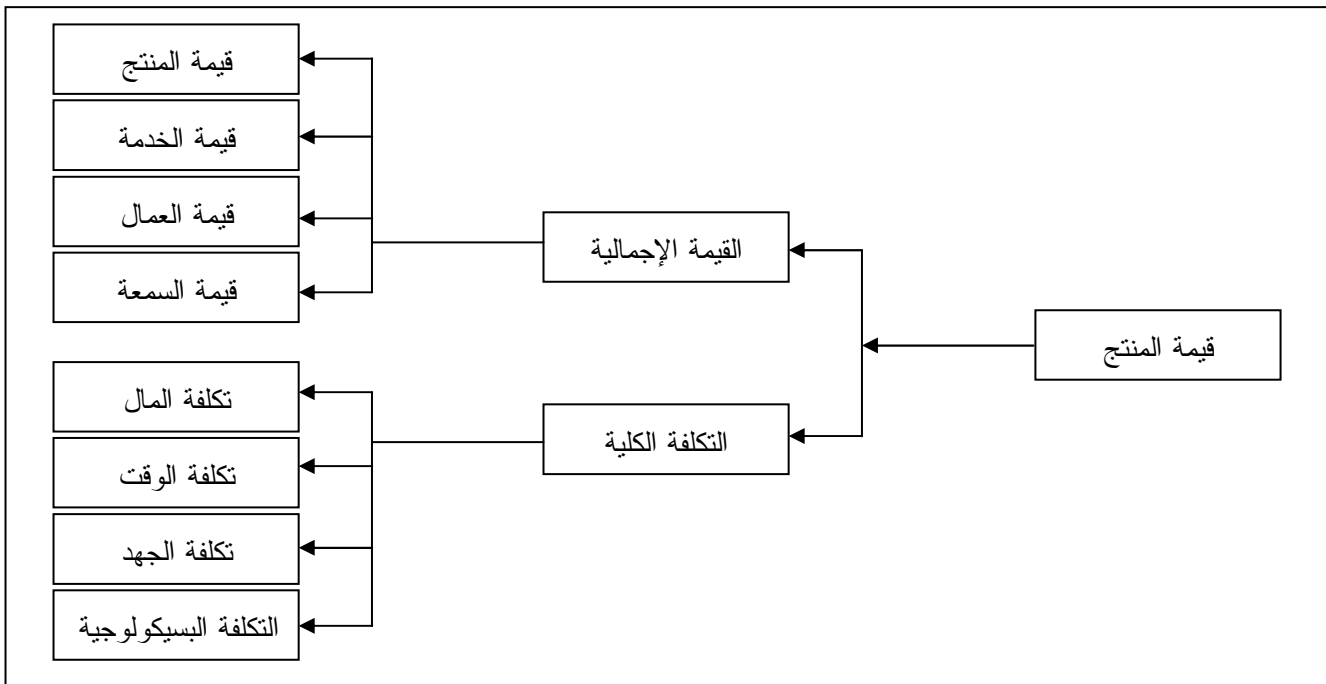 قيمة المنتج
القيمة الإجمالية
قيمة المنتج
قيمة الخدمة
قيمة العمال
قيمة السمعة
التكلفة الكلية
تكلفة المال
تكلفة الوقت
تكلفة الجهد
التكلفة البسيكولوجية